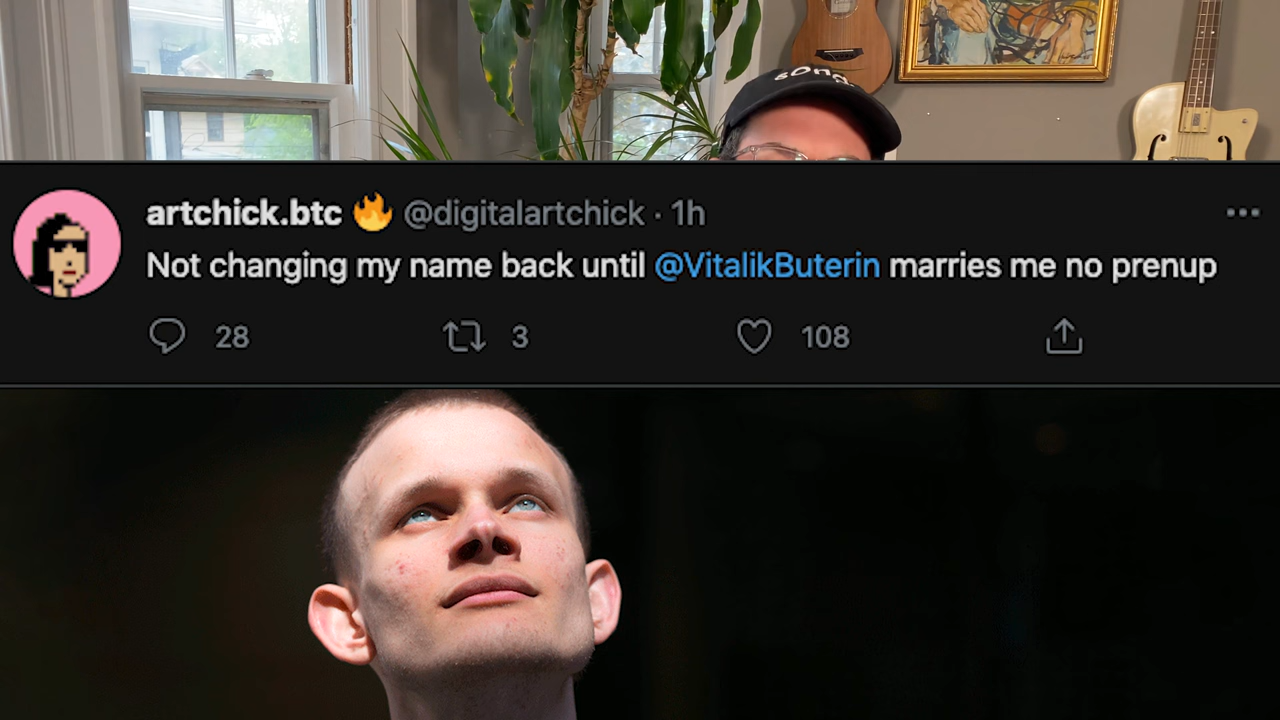 artchick.btc 🔥 @digitalartchick · 1h
Not changing my name back until @VitalikButerin marries me no prenup
28 3 108